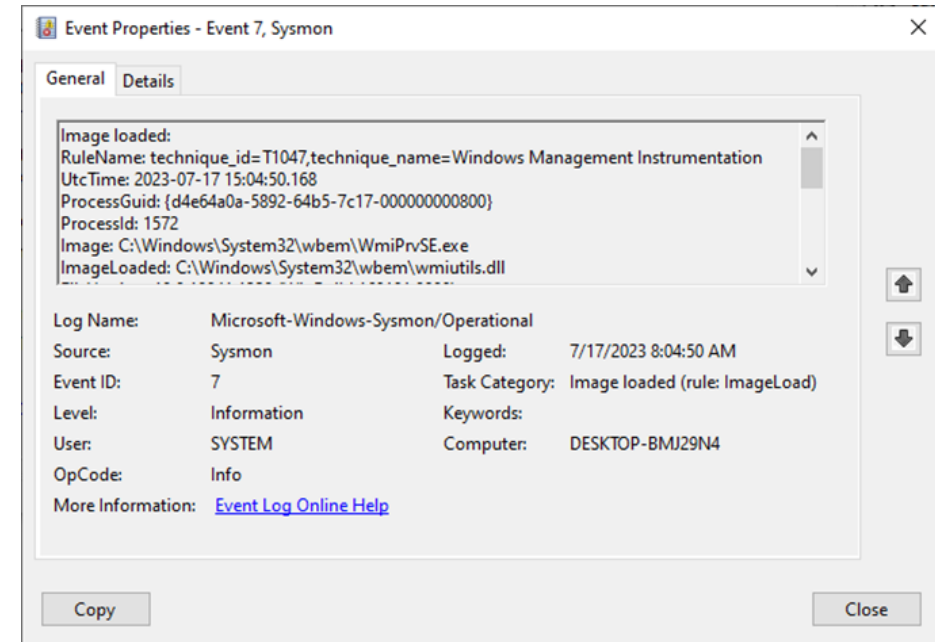 Event Properties - Event 7, Sysmon
General Details
Image loaded:
RuleName: technique_id=T1047,technique_name=Windows Management Instrumentation
UtcTime: 2023-07-17 15:04:50.168
ProcessGuid: {d4e64a0a-5892-64b5-7c17-000000000800}
ProcessId: 1572
Image: C:\Windows\System32\wbem\WmiPrvSE.exe
ImageLoaded: C:\Windows\System32\wbem\wmiutils.dll
Log Name: Microsoft-Windows-Sysmon/Operational
Source: Sysmon Logged: 7/17/2023 8:04:50 AM
Event ID: 7 Task Category: Image loaded (rule: ImageLoad)
Level: Information Keywords:
User: SYSTEM Computer: DESKTOP-BMJ29N4
OpCode: Info
More Information: Event Log Online Help
Copy Close